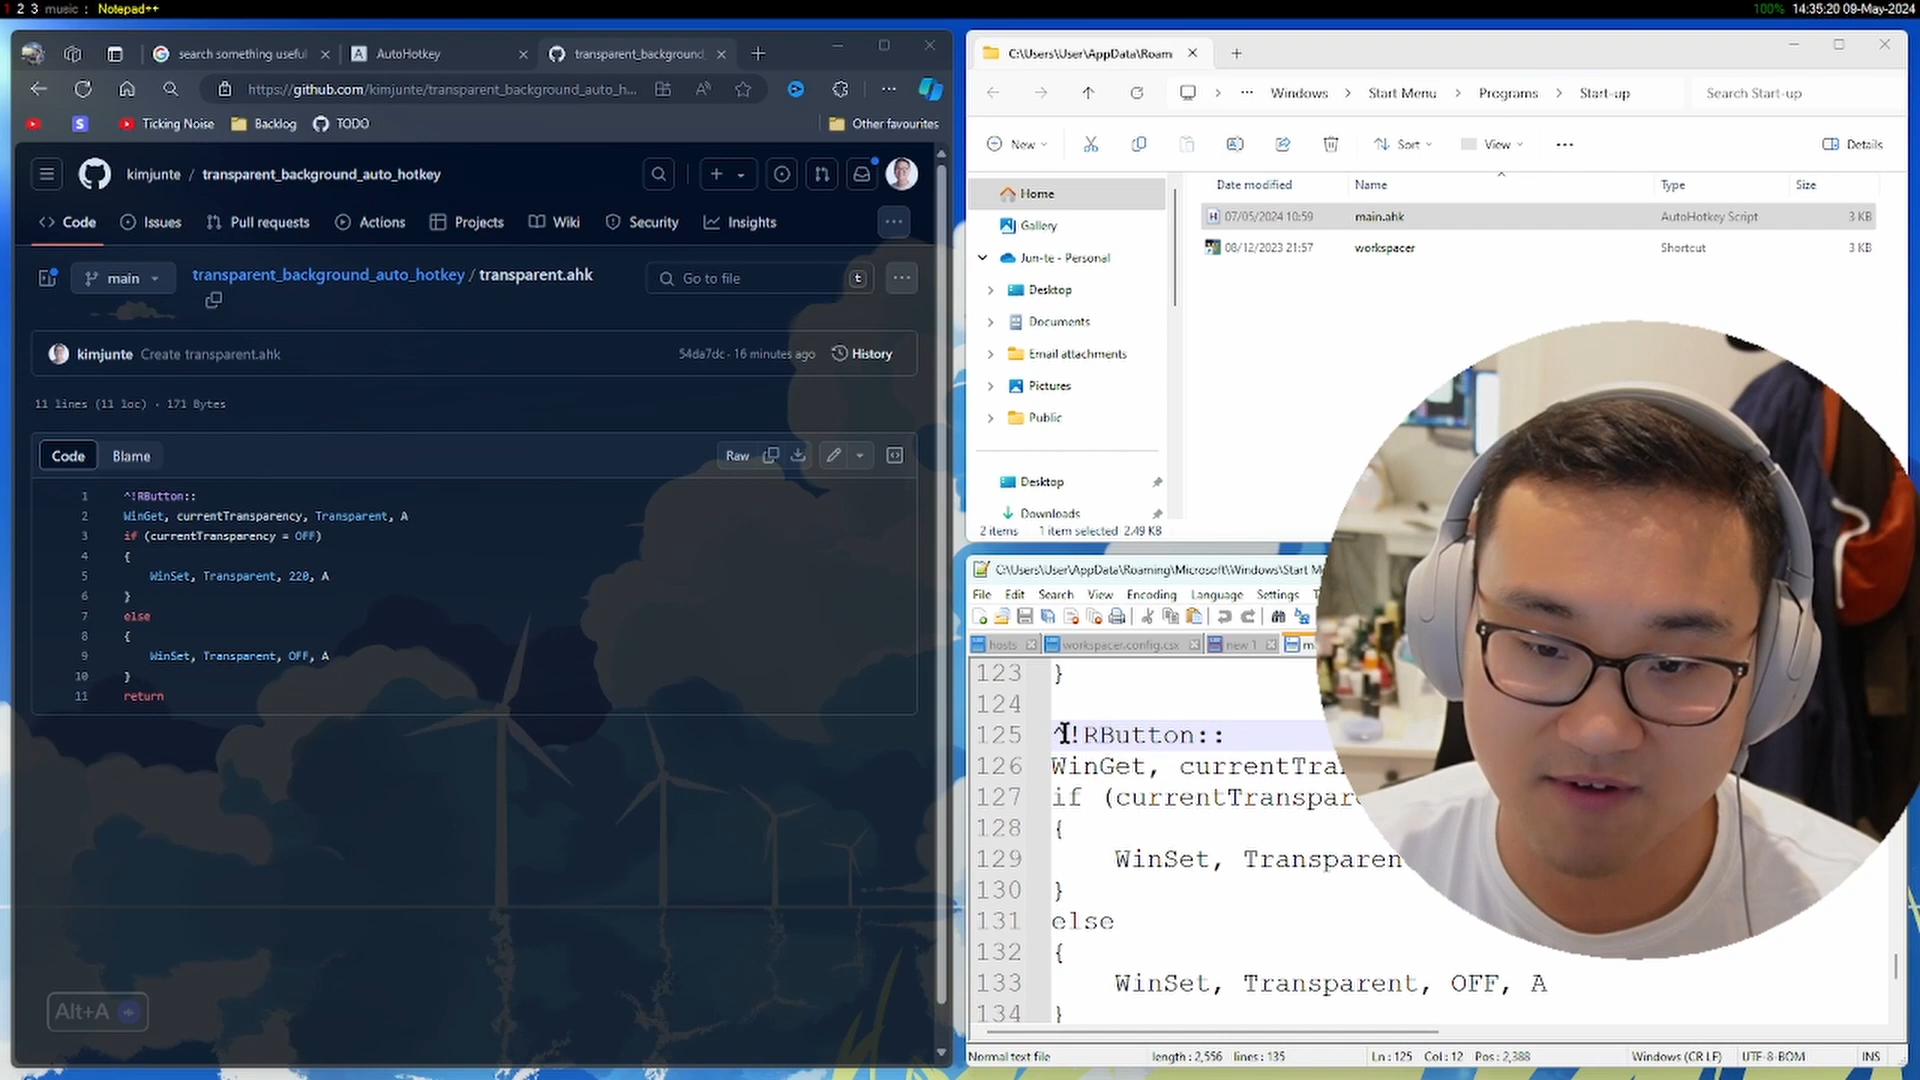 1 2 3 music : Notepad++
100% 14:35:20 09-May-2024
search something useful
AutoHotkey
transparent_background_
https://github.com/kimjunte/transparent_background_auto_h...
Ticking Noise
Backlog
TODO
Other favourites
kimjunte / transparent_background_auto_hotkey
Code
Issues
Pull requests
Actions
Projects
Wiki
Security
Insights
main
transparent_background_auto_hotkey / transparent.ahk
Go to file
t
kimjunte Create transparent.ahk
54da7dc · 16 minutes ago
History
11 lines (11 loc) · 171 Bytes
Code
Blame
Raw
1 ^!RButton::
2 WinGet, currentTransparency, Transparent, A
3 if (currentTransparency = OFF)
4 {
5 WinSet, Transparent, 220, A
6 }
7 else
8 {
9 WinSet, Transparent, OFF, A
10 }
11 return
Alt+A
C:\Users\User\AppData\Roam
Windows
Start Menu
Programs
Start-up
Search Start-up
New
Sort
View
Details
Date modified
Name
Type
Size
07/05/2024 10:59 main.ahk AutoHotkey Script 3 KB
08/12/2023 21:57 workspacer Shortcut 3 KB
Home
Gallery
Jun-te - Personal
Desktop
Documents
Email attachments
Pictures
Public
Desktop
Downloads
2 items
1 item selected 2.49 KB
C:\Users\User\AppData\Roaming\Microsoft\Windows\Start M
File Edit Search View Encoding Language Settings T
hosts
workspacer.config.csx
new 1
m
123 }
124
125 ^!RButton::
126 WinGet, currentTra
127 if (currentTranspar
128 {
129 WinSet, Transparen
130 }
131 else
132 {
133 WinSet, Transparent, OFF, A
134 }
Normal text file
length : 2,556 lines : 135
Ln : 125 Col : 12 Pos : 2,388
Windows (CR LF)
UTF-8-BOM
INS